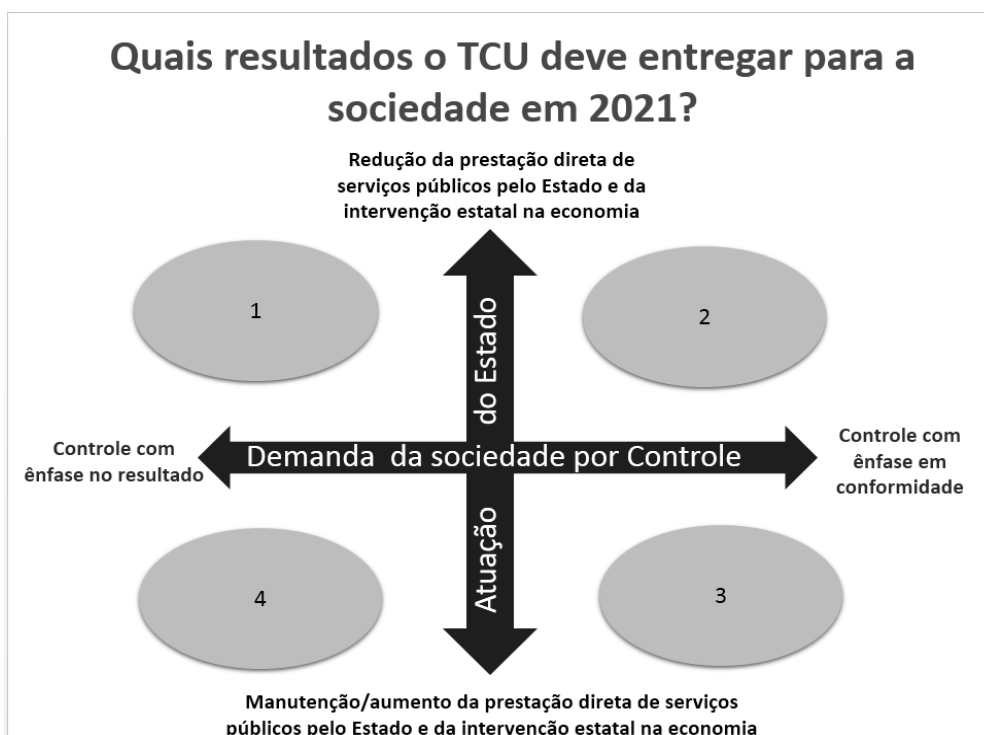 Quais resultados o TCU deve entregar para a
sociedade em 2021?
Redução da prestação direta de
serviços públicos pelo Estado e da
intervenção estatal na economia
1
2
do Estado
Controle com
ênfase no resultado
Demanda da sociedade por Controle
Controle com
ênfase em
conformidade
Atuação
4
3
Manutenção/aumento da prestação direta de serviços
públicos pelo Estado e da intervenção estatal na economia